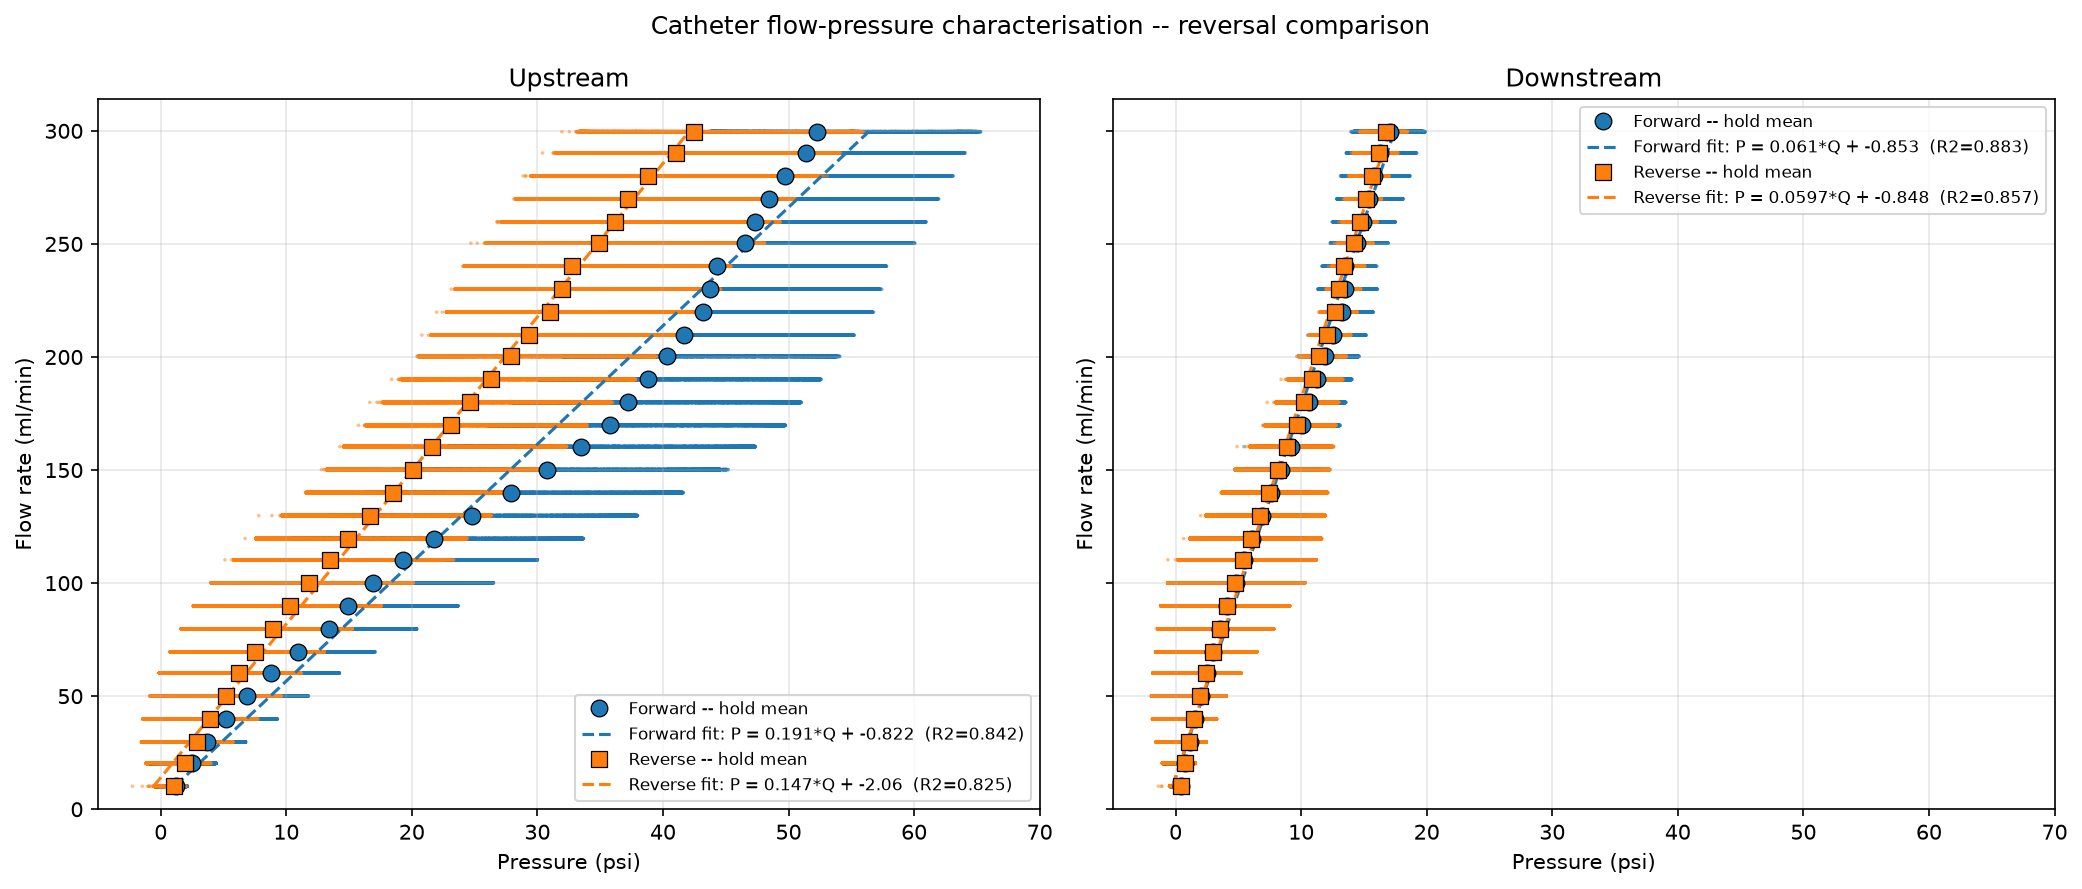 Catheter flow-pressure characterisation -- reversal comparison
Upstream
Flow rate (ml/min)
300
250
200
150
100
50
0
0 10 20 30 40 50 60 70
Pressure (psi)
Forward -- hold mean
Forward fit: P = 0.191*Q + -0.822 (R2=0.842)
Reverse -- hold mean
Reverse fit: P = 0.147*Q + -2.06 (R2=0.825)
Downstream
Flow rate (ml/min)
Forward -- hold mean
Forward fit: P = 0.061*Q + -0.853 (R2=0.883)
Reverse -- hold mean
Reverse fit: P = 0.0597*Q + -0.848 (R2=0.857)
0 10 20 30 40 50 60 70
Pressure (psi)